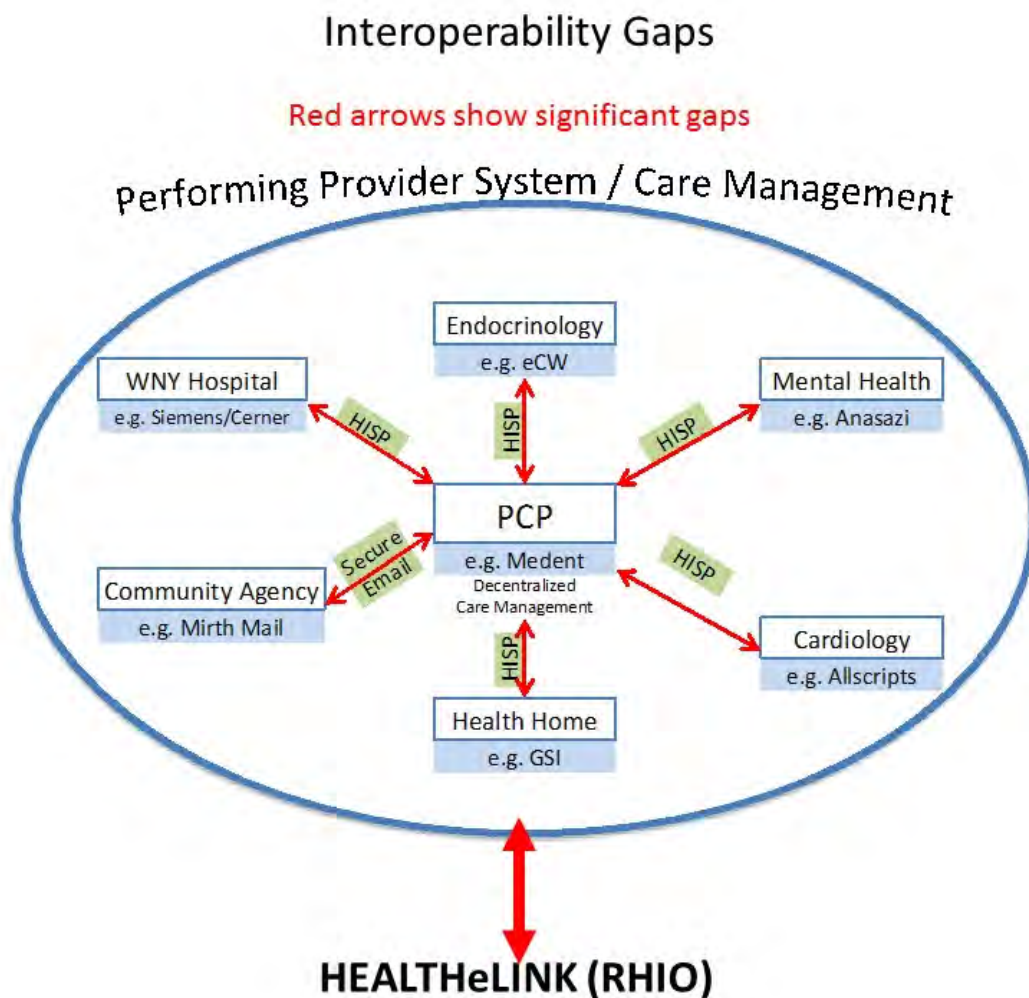 Interoperability Gaps
Red arrows show significant gaps
Performing Provider System / Care Management
Endocrinology
e.g. eCW
WNY Hospital
e.g. Siemens/Cerner
Mental Health
e.g. Anasazi
HISP
HISP
HISP
PCP
e.g. Medent
Decentralized
Care Management
Secure
Email
HISP
Community Agency
e.g. Mirth Mail
HISP
Cardiology
e.g. Allscripts
Health Home
e.g. GSI
HEALTHeLINK (RHIO)